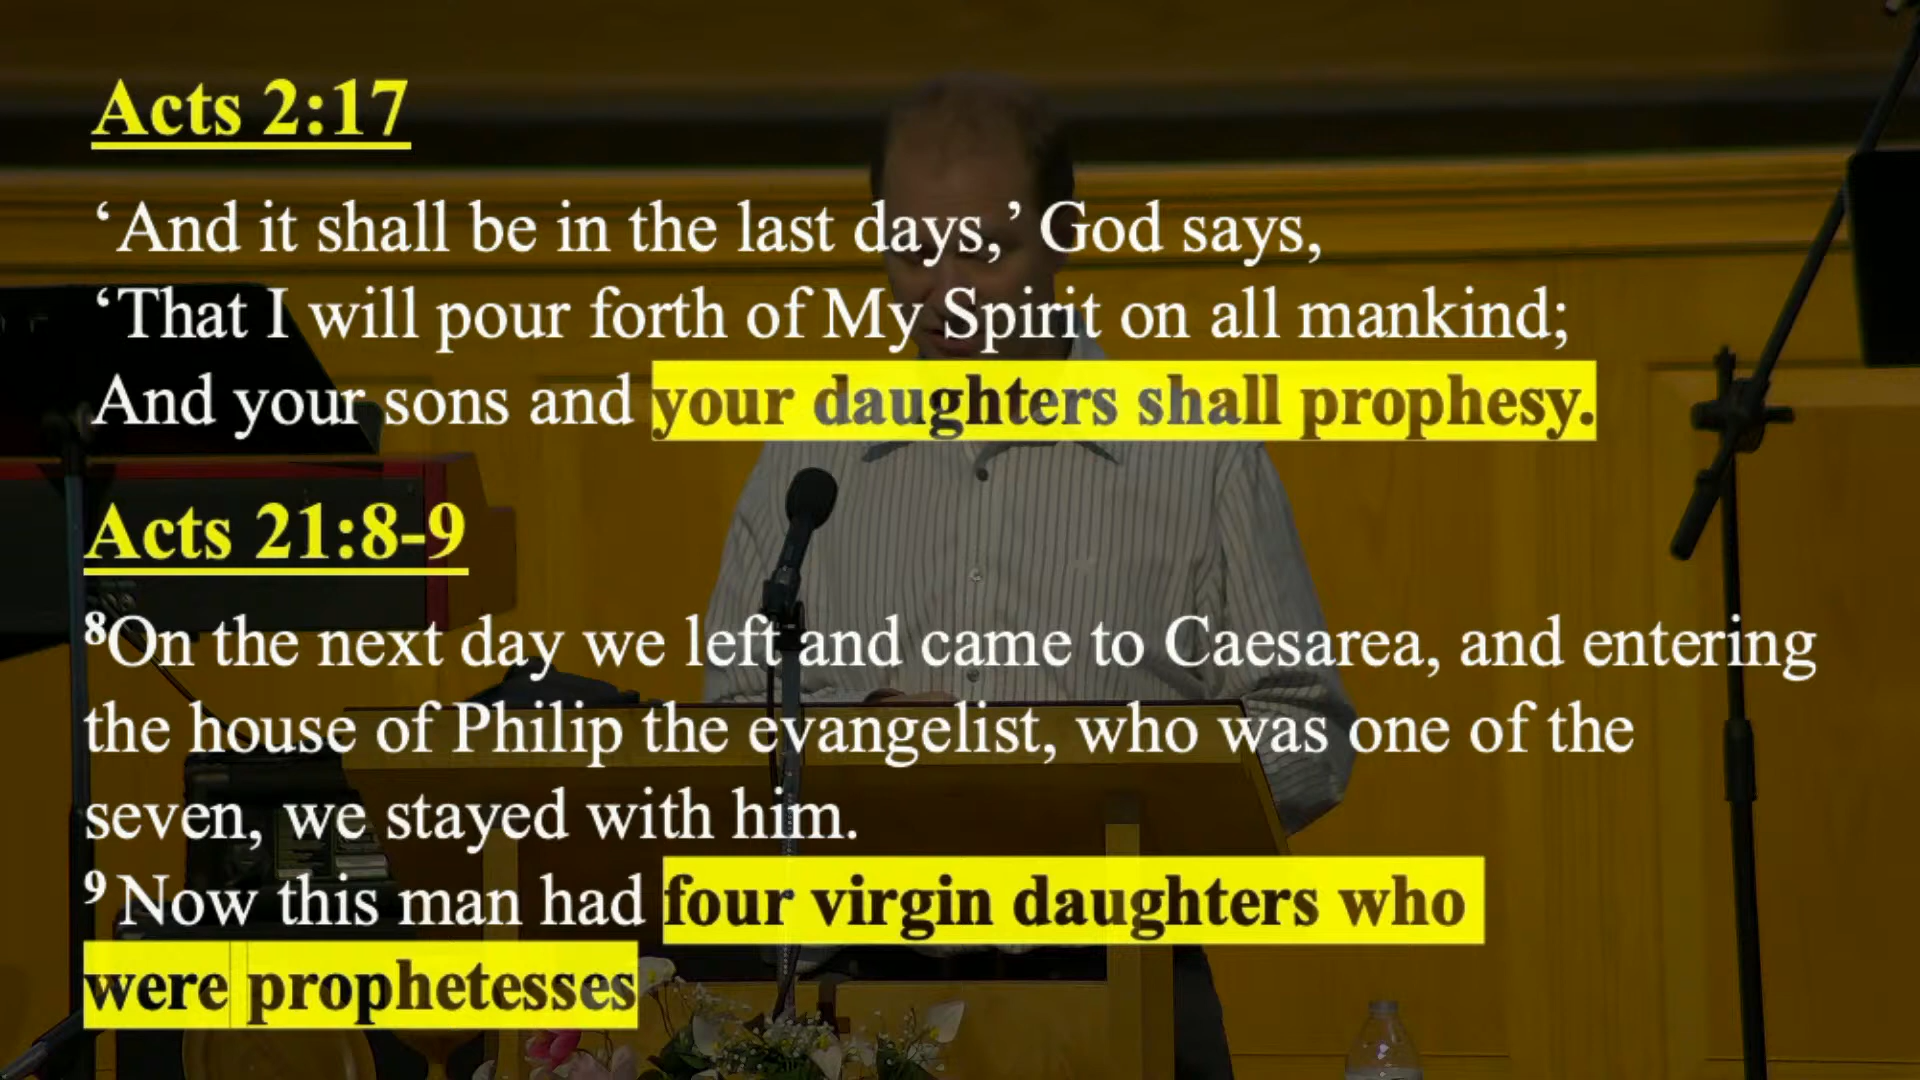 Acts 2:17
‘And it shall be in the last days,’ God says,
‘That I will pour forth of My Spirit on all mankind;
And your sons and your daughters shall prophesy.
Acts 21:8-9
8On the next day we left and came to Caesarea, and entering
the house of Philip the evangelist, who was one of the
seven, we stayed with him.
9 Now this man had four virgin daughters who
were prophetesses